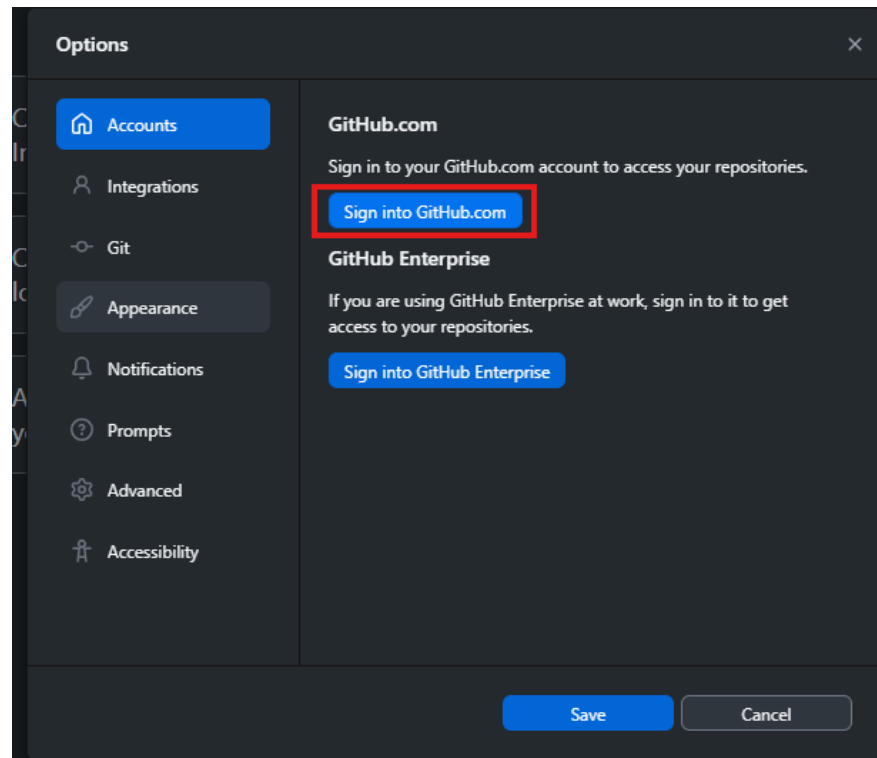 Options
Accounts
Integrations
Git
Appearance
Notifications
Prompts
Advanced
Accessibility
GitHub.com
Sign in to your GitHub.com account to access your repositories.
Sign into GitHub.com
GitHub Enterprise
If you are using GitHub Enterprise at work, sign in to it to get
access to your repositories.
Sign into GitHub Enterprise
Save
Cancel